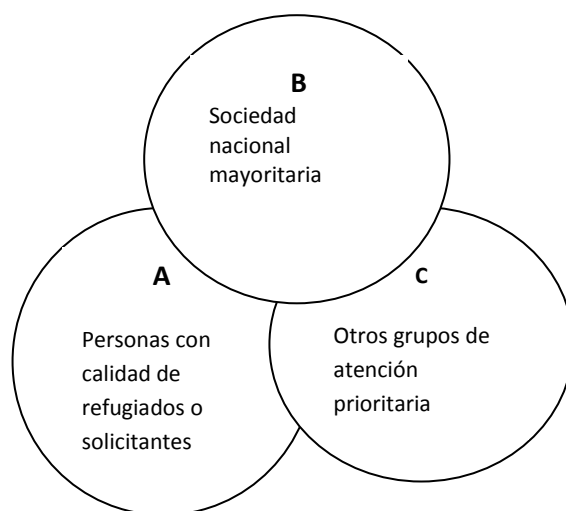 B
Sociedad
nacional
mayoritaria
A
Personas con
calidad de
refugiados o
solicitantes
C
Otros grupos de
atención
prioritaria